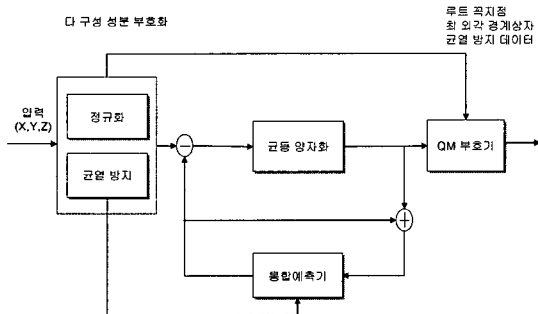 다 구성 성분 부호화
루트 꼭지점
최 외각 경계상자
균열 방지 데이터
입력
(X,Y,Z)
정규화
균열 방지
균등 양자화
QM 부호기
통합예측기